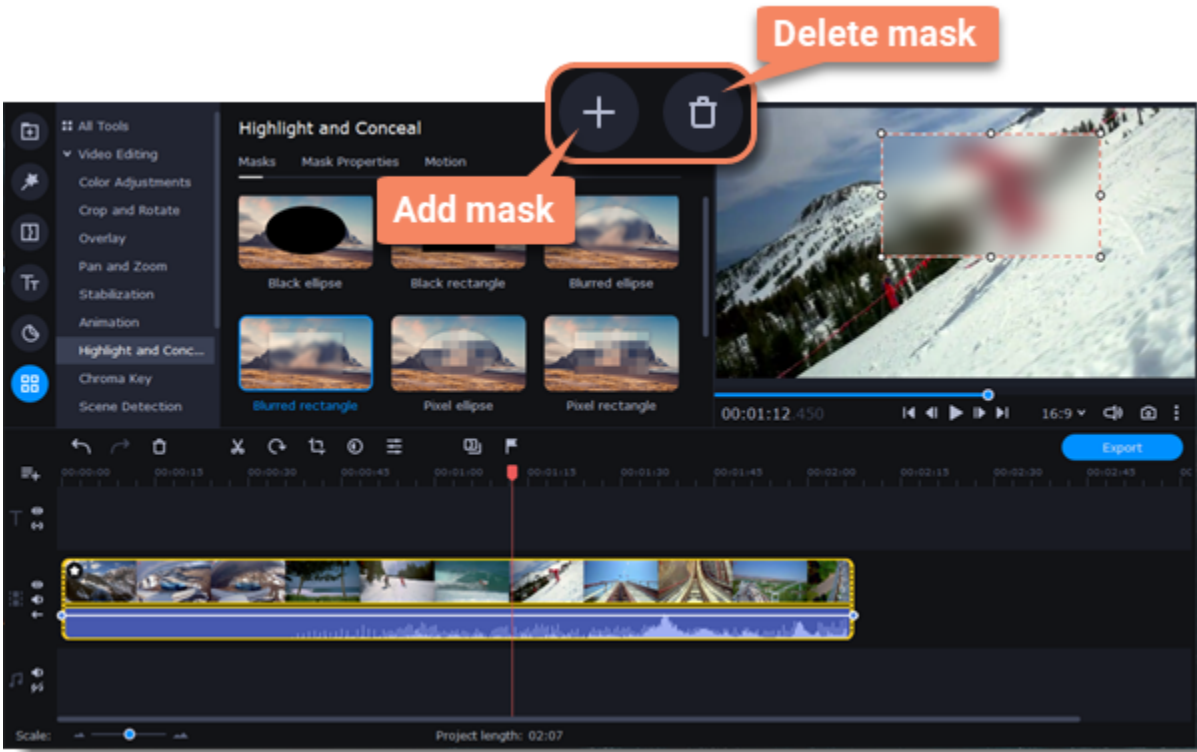 Delete mask
Add mask
All Tools
Video Editing
Color Adjustments
Crop and Rotate
Overlay
Pan and Zoom
Stabilization
Animation
Highlight and Conc...
Chroma Key
Scene Detection
Highlight and Conceal
Masks Mask Properties Motion
Black ellipse Black rectangle Blurred ellipse
Blurred rectangle Pixel ellipse Pixel rectangle
00:01:12.450 16:9
Export
00:00:00 00:00:15 00:00:30 00:00:45 00:01:00 00:01:15 00:01:30 00:01:45 00:02:00 00:02:15 00:02:30 00:02:45
Scale: Project length: 02:07